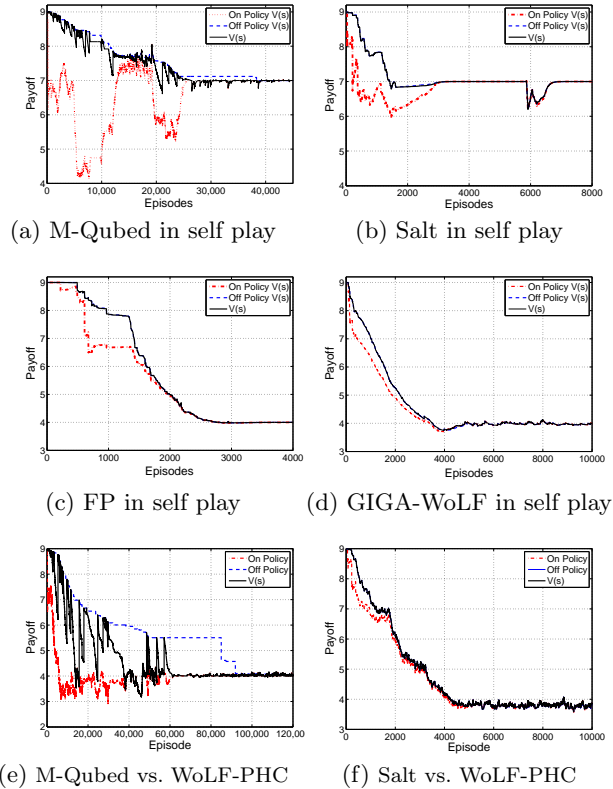 9
8
7
6
5
4
Payoff
On Policy V(s)
Off Policy V(s)
V(s)
0 10,000 20,000 30,000 40,000
Episodes
(a) M-Qubed in self play
9
8
7
6
5
4
3
Payoff
On Policy V(s)
Off Policy V(s)
V(s)
0 2000 4000 6000 8000
Episodes
(b) Salt in self play
9
8
7
6
5
4
3
Payoff
On Policy V(s)
Off Policy V(s)
V(s)
0 1000 2000 3000 4000
Episodes
(c) FP in self play
9
8
7
6
5
4
3
Payoff
On Policy V(s)
Off Policy V(s)
V(s)
0 2000 4000 6000 8000 10000
Episodes
(d) GIGA-WoLF in self play
9
8
7
6
5
4
3
2
Payoff
On Policy
Off Policy
V(s)
0 20,000 40,000 60,000 80,000 100,000 120,00
Episode
(e) M-Qubed vs. WoLF-PHC
9
8
7
6
5
4
3
Payoff
On Policy
Off Policy
V(s)
0 2000 4000 6000 8000 10000
Episode
(f) Salt vs. WoLF-PHC